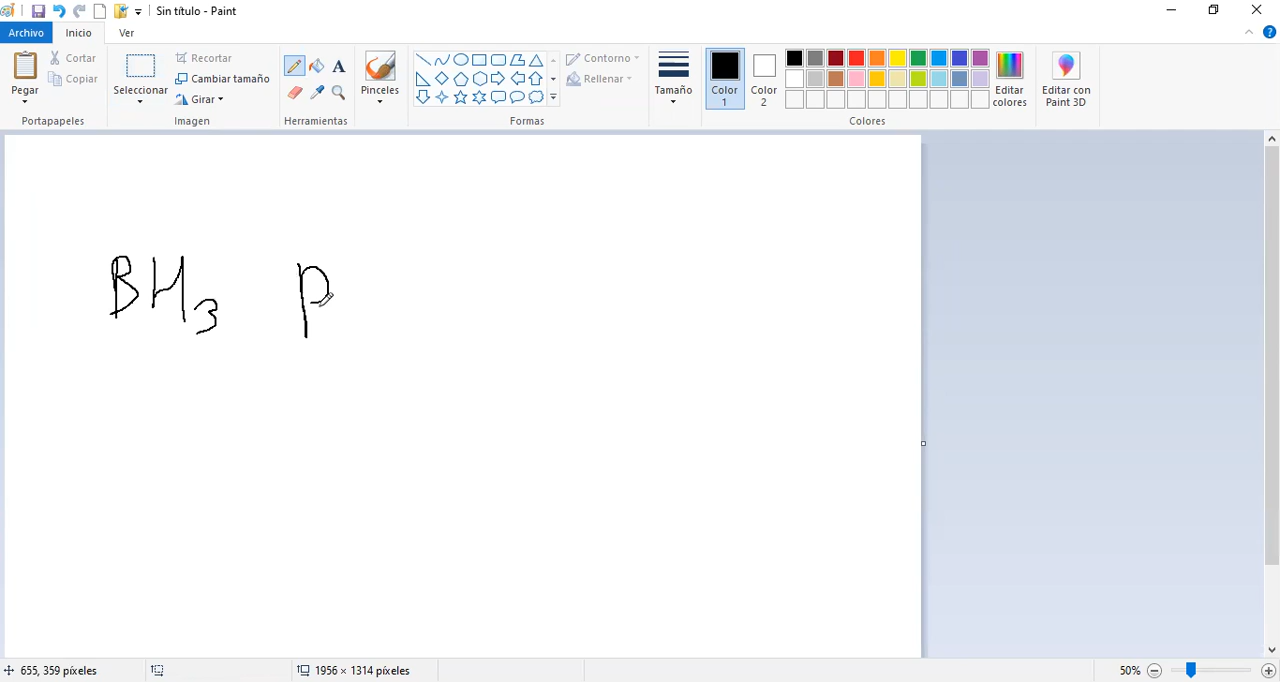 Sin título - Paint
Archivo Inicio Ver
Pegar Cortar Copiar Portapapeles
Seleccionar Recortar Cambiar tamaño Girar Imagen
A Herramientas
Pinceles
Contorno Rellenar Formas
Tamaño
Color 1 Color 2 Editar colores Colores
Editar con Paint 3D
BH₃ p
655, 359 píxeles 1956 × 1314 píxeles 50%